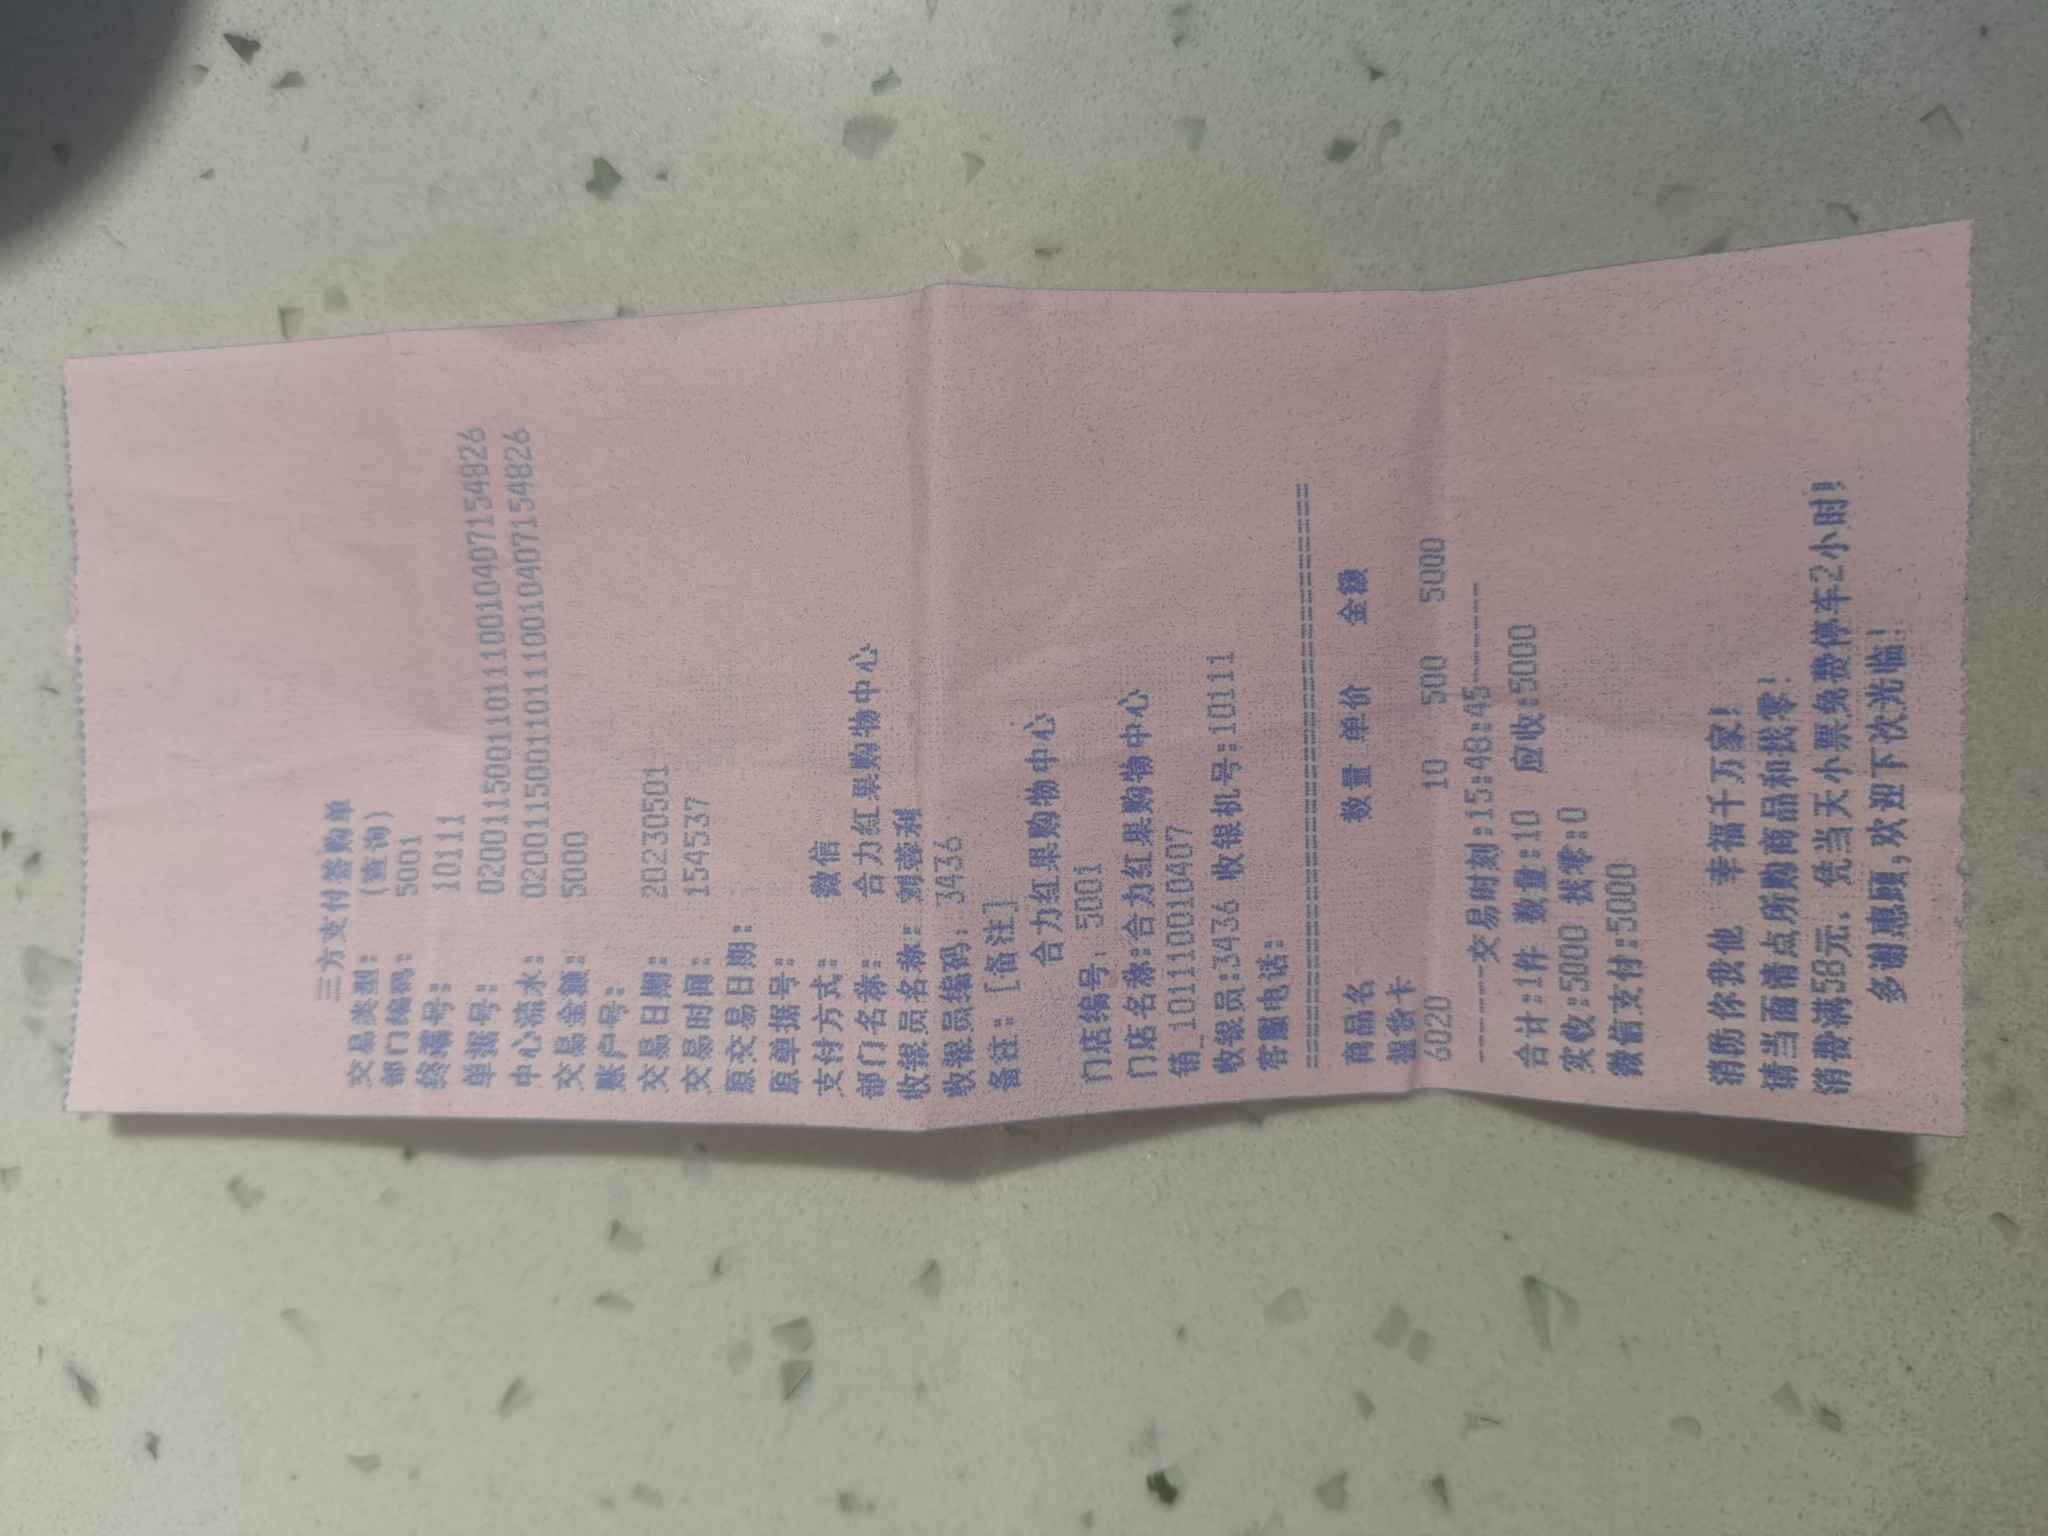 三方支付签购单
交易类型: (查询)
部门编码: 5001
终端号: 10111
单据号: 020011500110111001040715​4826
中心流水: 0200115001101110010407154826
交易金额: 5000
账户号:
交易日期: 20230501
交易时间: 154537
原交易日期:
原单据号:
支付方式: 微信
部门名称: 合力红果购物中心
收银员名称: 刘蓉利
收银员编码: 3436
备注: [备注]
合力红果购物中心
门店编号: 5001
门店名称:合力红果购物中心
销_101110010407
收银员:3436 收银机号:10111
客服电话:
================================
商品名 数量 单价 金额
提货卡
6020 10 500 5000
------交易时刻:15:48:45------
合计:1件 数量:10 应收:5000
实收:5000 找零:0
微信支付:5000
消防你我他 幸福千万家!
请当面清点所购商品和找零!
消费满58元,凭当天小票免费停车2小时!
多谢惠顾,欢迎下次光临!